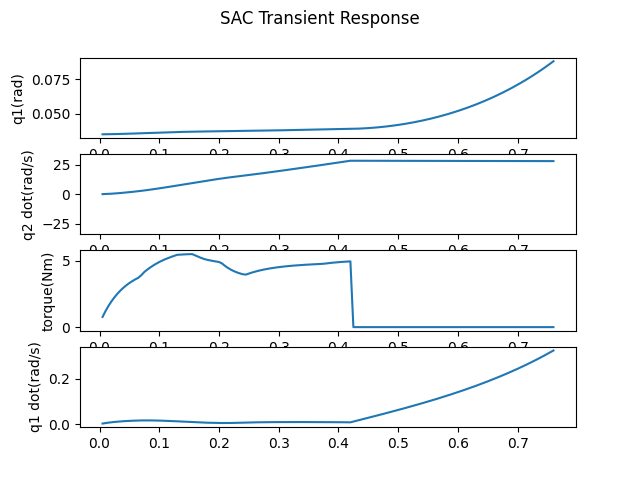 SAC Transient Response
q1(rad)
0.075
0.050
0.0 0.1 0.2 0.3 0.4 0.5 0.6 0.7
q2 dot(rad/s)
25
0
−25
0.0 0.1 0.2 0.3 0.4 0.5 0.6 0.7
torque(Nm)
5
0
0.0 0.1 0.2 0.3 0.4 0.5 0.6 0.7
q1 dot(rad/s)
0.2
0.0
0.0 0.1 0.2 0.3 0.4 0.5 0.6 0.7